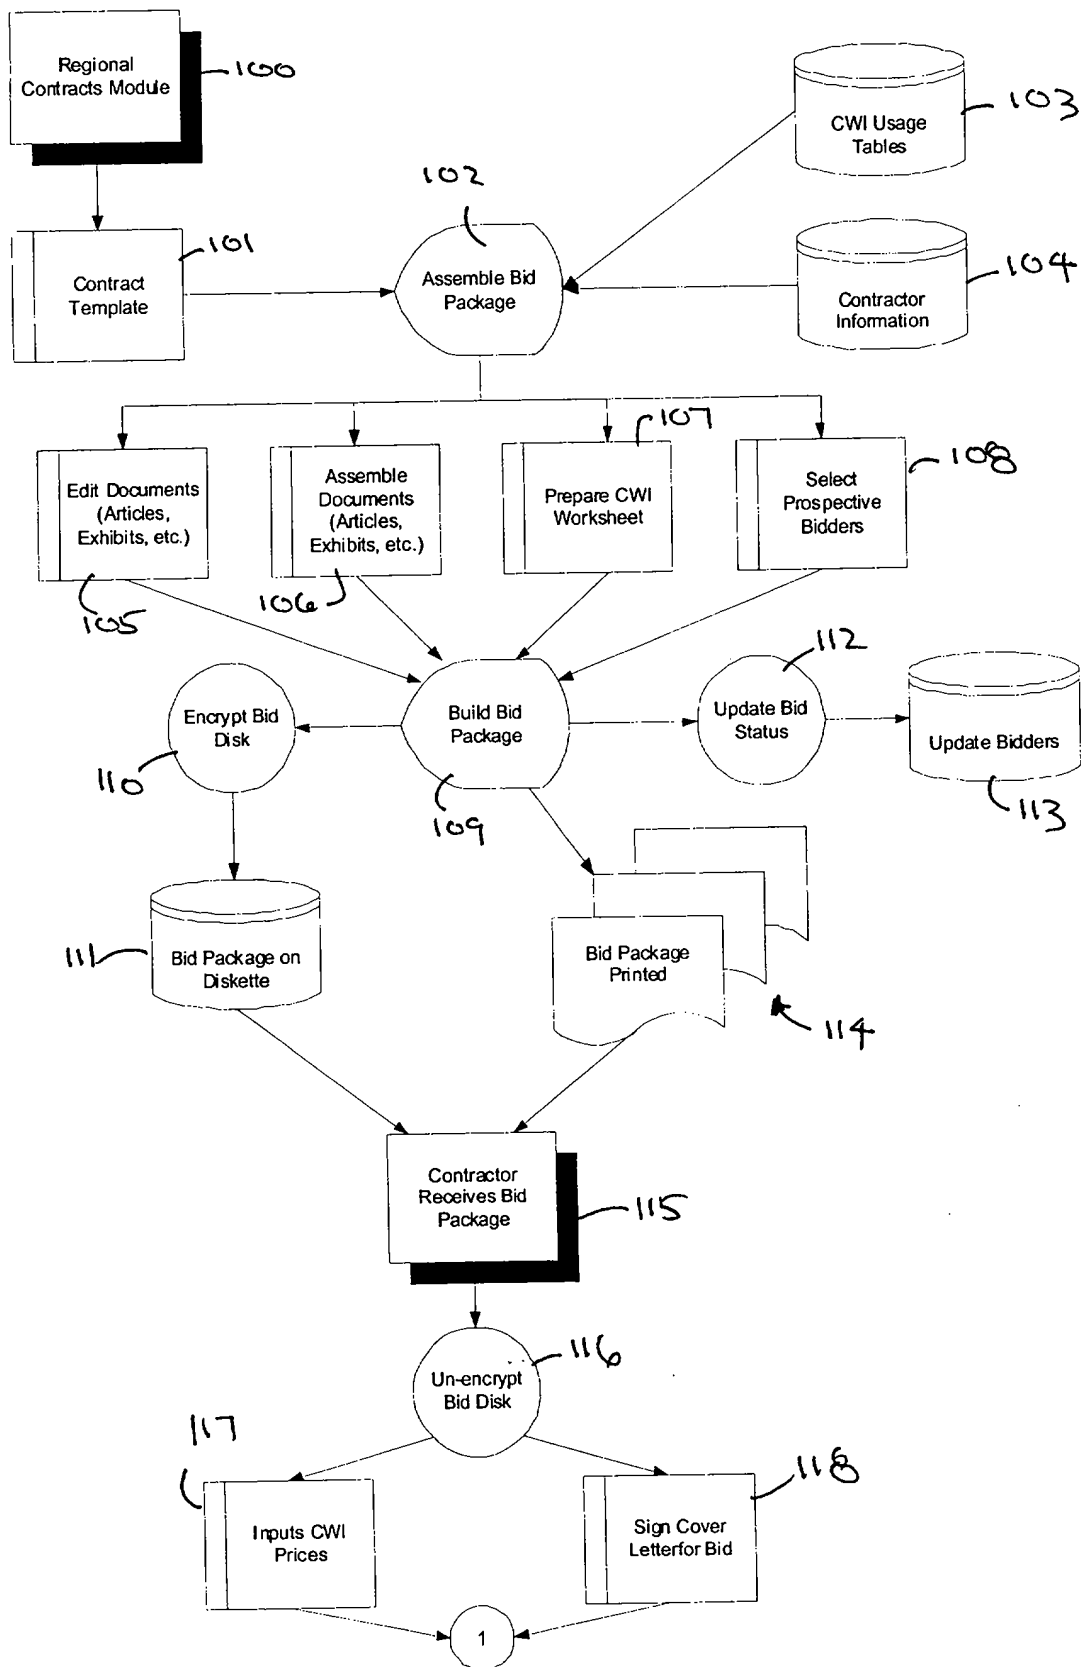 Regional
Contracts Module
100
CWI Usage
Tables
103
102
101
Contract
Template
Assemble Bid
Package
104
Contractor
Information
107
Edit Documents
(Articles,
Exhibits, etc.)
105
Assemble
Documents
(Articles,
Exhibits, etc.)
106
Prepare CWI
Worksheet
Select
Prospective
Bidders
108
112
Encrypt Bid
Disk
110
Build Bid
Package
109
Update Bid
Status
Update Bidders
113
111
Bid Package on
Diskette
Bid Package
Printed
114
Contractor
Receives Bid
Package
115
Un-encrypt
Bid Disk
116
117
Inputs CWI
Prices
118
Sign Cover
Letterfor Bid
1